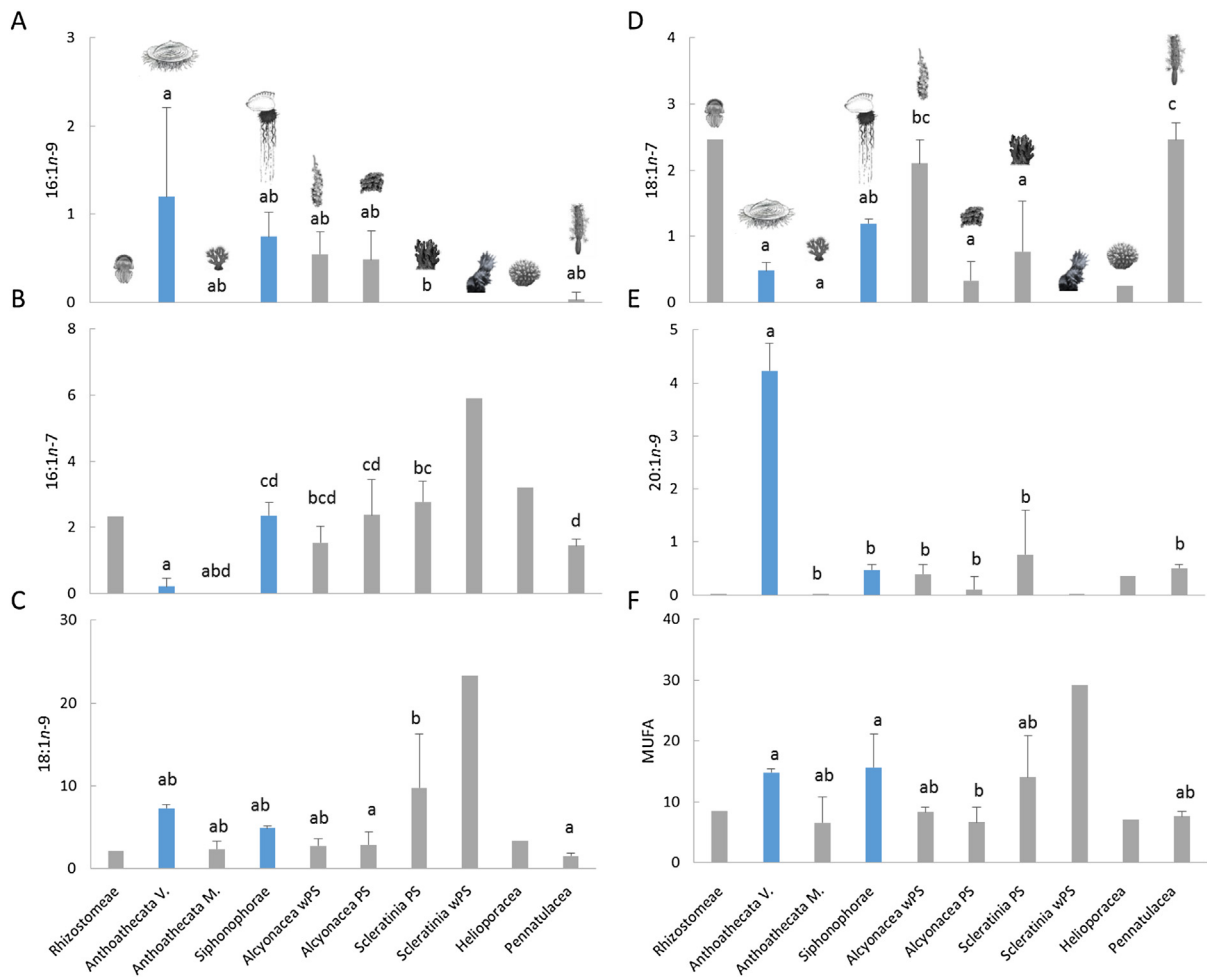 A
16:1n-9
3
2
1
0
a
ab
ab
ab
ab
b
ab
B
16:1n-7
8
6
4
2
0
a
abd
cd
bcd
cd
bc
d
C
18:1n-9
30
20
10
0
ab
ab
ab
a
a
b
a
Rhizostomeae
Anthoathecata V.
Anthoathecata M.
Siphonophorae
Alcyonacea wPS
Alcyonacea PS
Scleratinia PS
Scleratinia wPS
Helioporacea
Pennatulacea
D
18:1n-7
4
3
2
1
0
a
a
ab
bc
a
a
c
E
20:1n-9
5
4
3
2
1
0
a
b
b
b
b
b
b
F
MUFA
40
30
20
10
0
a
ab
a
ab
b
ab
ab
Rhizostomeae
Anthoathecata V.
Anthoathecata M.
Siphonophorae
Alcyonacea wPS
Alcyonacea PS
Scleratinia PS
Scleratinia wPS
Helioporacea
Pennatulacea